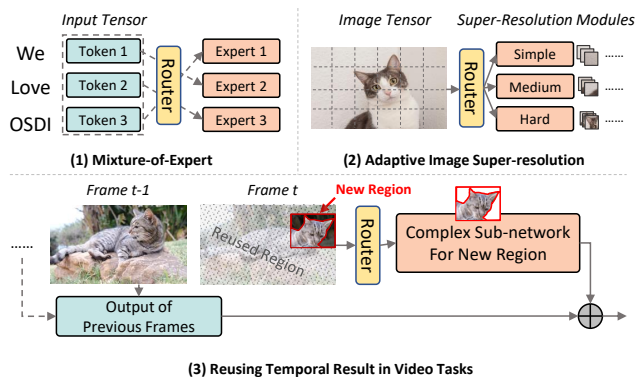 Input Tensor
We
Token 1
Expert 1
Love
Token 2
Router
Expert 2
OSDI
Token 3
Expert 3
(1) Mixture-of-Expert
Image Tensor
Super-Resolution Modules
Router
Simple
......
Medium
......
Hard
......
(2) Adaptive Image Super-resolution
Frame t-1
Frame t
New Region
......
Reused Region
Router
Complex Sub-network
For New Region
Output of
Previous Frames
(3) Reusing Temporal Result in Video Tasks